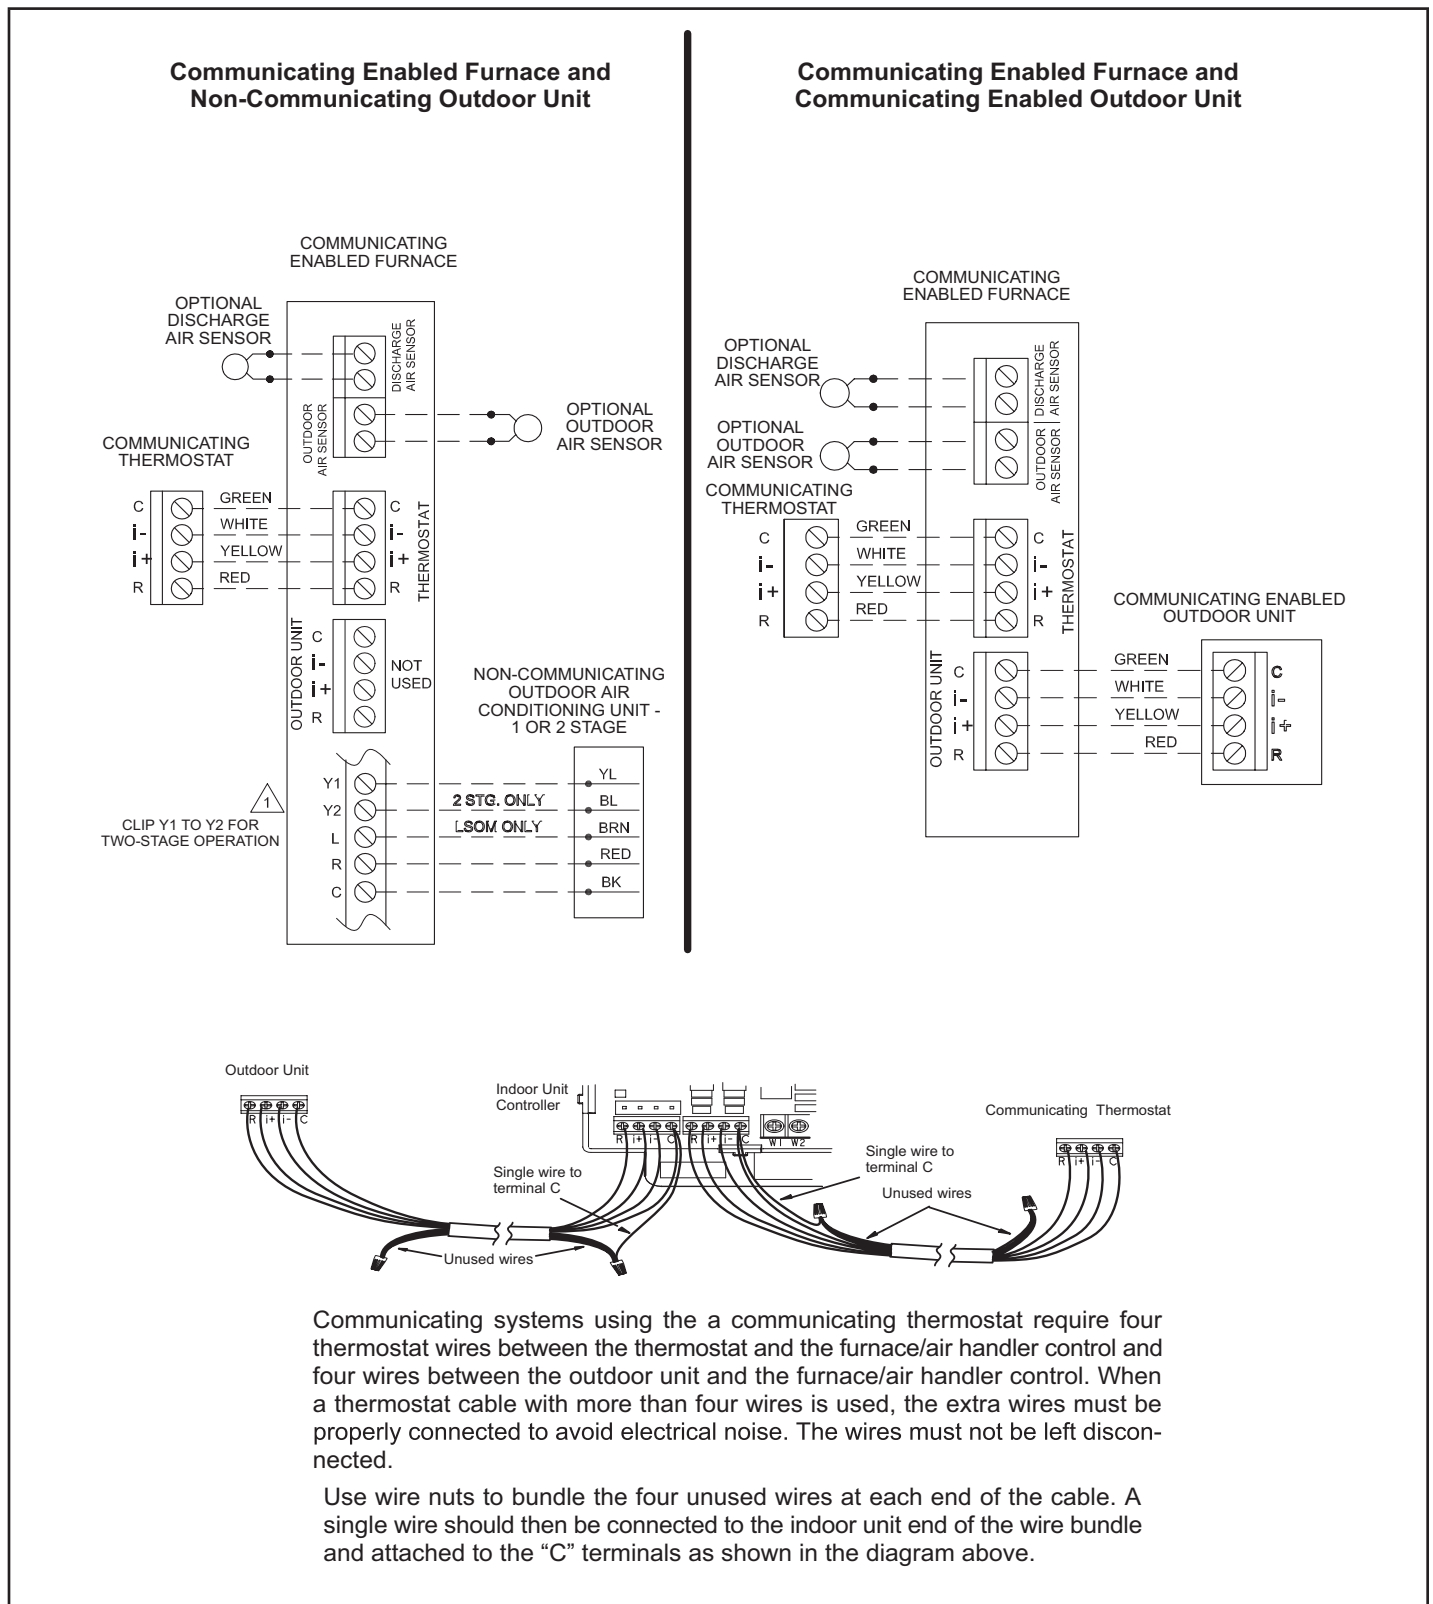 Communicating Enabled Furnace and
Non-Communicating Outdoor Unit
COMMUNICATING
ENABLED FURNACE
OPTIONAL
DISCHARGE
AIR SENSOR
DISCHARGE
AIR SENSOR
OUTDOOR
AIR SENSOR
OPTIONAL
OUTDOOR
AIR SENSOR
COMMUNICATING
THERMOSTAT
C GREEN C
i- WHITE i-
i+ YELLOW i+
R RED R
THERMOSTAT
OUTDOOR UNIT
C
i-
i+
R
NOT
USED
NON-COMMUNICATING
OUTDOOR AIR
CONDITIONING UNIT -
1 OR 2 STAGE
1
CLIP Y1 TO Y2 FOR
TWO-STAGE OPERATION
Y1 YL
Y2 2 STG. ONLY BL
L LSOM ONLY BRN
R RED
C BK
Communicating Enabled Furnace and
Communicating Enabled Outdoor Unit
COMMUNICATING
ENABLED FURNACE
OPTIONAL
DISCHARGE
AIR SENSOR
DISCHARGE
AIR SENSOR
OPTIONAL
OUTDOOR
AIR SENSOR
OUTDOOR
AIR SENSOR
COMMUNICATING
THERMOSTAT
C GREEN C
i- WHITE i-
i+ YELLOW i+
R RED R
THERMOSTAT
COMMUNICATING ENABLED
OUTDOOR UNIT
OUTDOOR UNIT
C GREEN C
i- WHITE i-
i+ YELLOW i+
R RED R
Outdoor Unit
R i+ i- C
Indoor Unit
Controller
R i+ i- C R i+ i- C W1 W2
Communicating Thermostat
R i+ i- C
Single wire to
terminal C
Single wire to
terminal C
Unused wires
Unused wires
Communicating systems using the a communicating thermostat require four
thermostat wires between the thermostat and the furnace/air handler control and
four wires between the outdoor unit and the furnace/air handler control. When
a thermostat cable with more than four wires is used, the extra wires must be
properly connected to avoid electrical noise. The wires must not be left discon-
nected.
Use wire nuts to bundle the four unused wires at each end of the cable. A
single wire should then be connected to the indoor unit end of the wire bundle
and attached to the “C” terminals as shown in the diagram above.